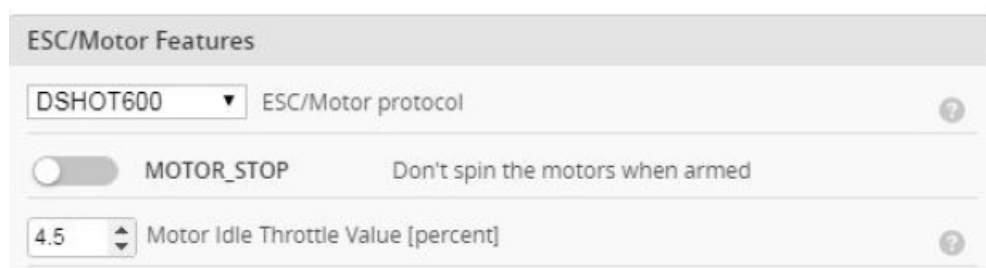 ESC/Motor Features
DSHOT600 ESC/Motor protocol
MOTOR_STOP Don't spin the motors when armed
4.5 Motor Idle Throttle Value [percent]